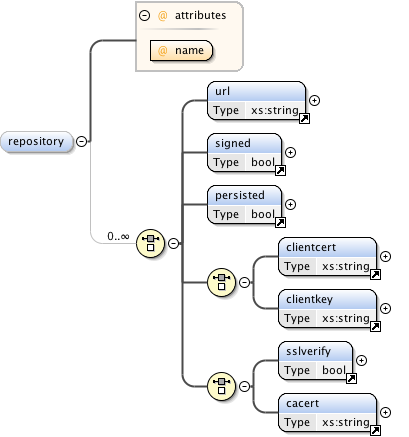 @ attributes
@ name
url
Type xs:string
signed
Type bool
repository
persisted
Type bool
0..∞
clientcert
Type xs:string
clientkey
Type xs:string
sslverify
Type bool
cacert
Type xs:string